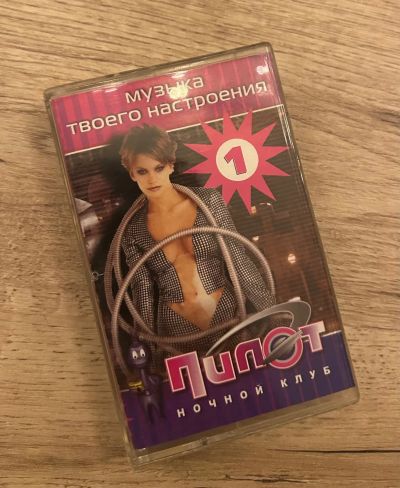 музыка
твоего настроения
1
Пилот
ночной клуб